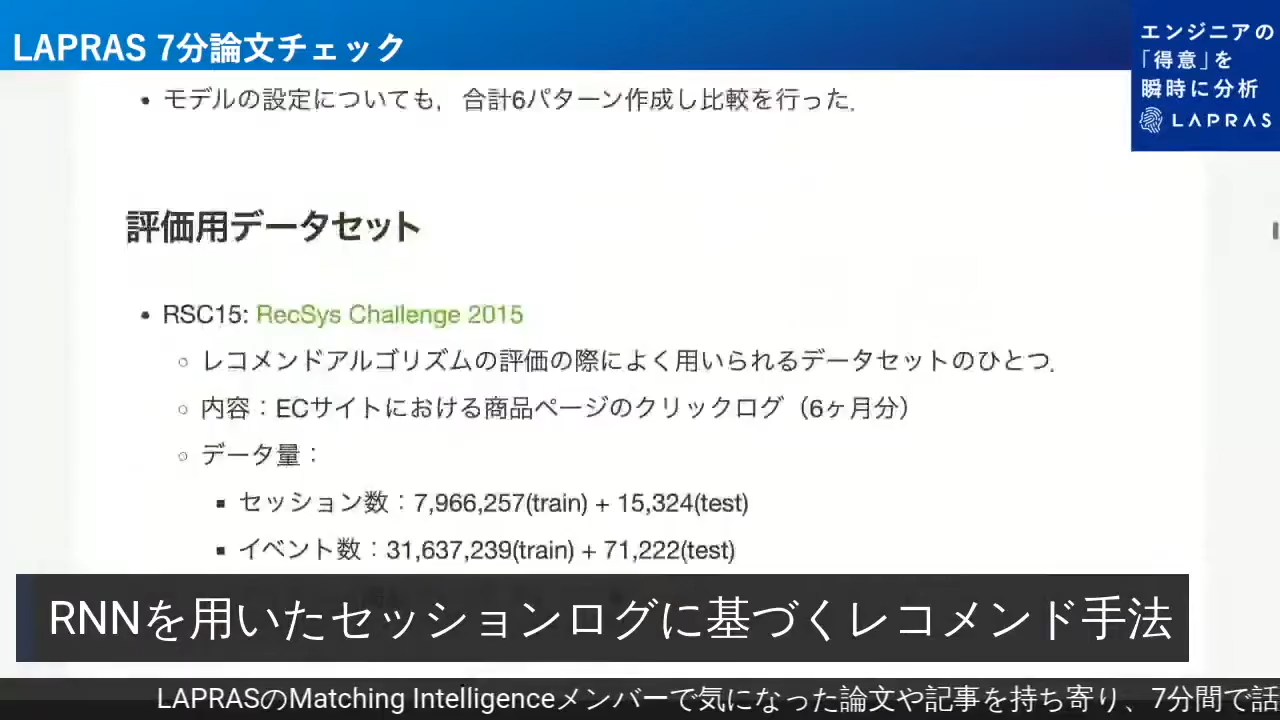 LAPRAS 7分論文チェック
エンジニアの
「得意」を
瞬時に分析
LAPRAS
• モデルの設定についても，合計6パターン作成し比較を行った．
評価用データセット
• RSC15: RecSys Challenge 2015
○ レコメンドアルゴリズムの評価の際によく用いられるデータセットのひとつ．
○ 内容：ECサイトにおける商品ページのクリックログ（6ヶ月分）
○ データ量：
▪ セッション数：7,966,257(train) + 15,324(test)
▪ イベント数：31,637,239(train) + 71,222(test)
RNNを用いたセッションログに基づくレコメンド手法
LAPRASのMatching Intelligenceメンバーで気になった論文や記事を持ち寄り、7分間で話